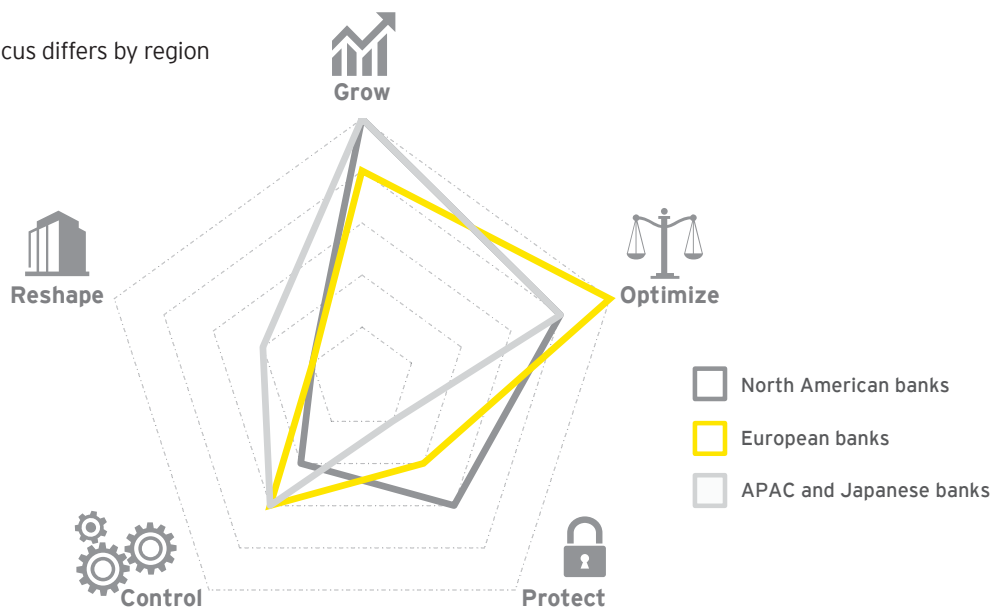 cus differs by region
Grow
Reshape
Optimize
North American banks
European banks
APAC and Japanese banks
Control
Protect